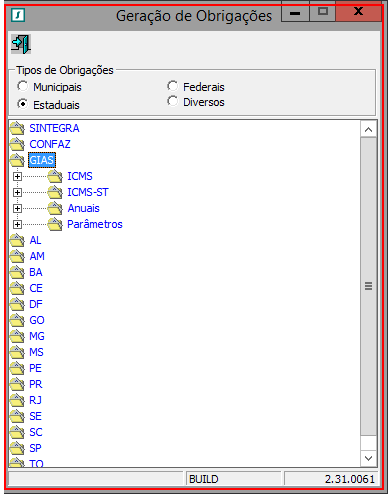 Geração de Obrigações
Tipos de Obrigações
Municipais
Federais
Estaduais
Diversos
SINTEGRA
CONFAZ
GIAS
ICMS
ICMS-ST
Anuais
Parâmetros
AL
AM
BA
CE
DF
GO
MG
MS
PE
PR
RJ
SE
SC
SP
TO
BUILD 2.31.0061